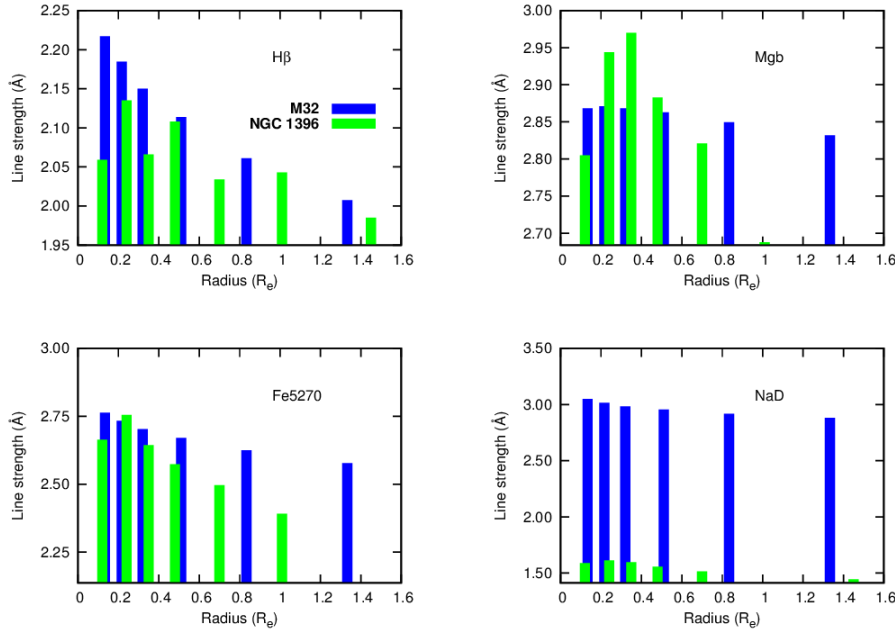 Hβ
M32
NGC 1396
Line strength (Å)
2.25
2.20
2.15
2.10
2.05
2.00
1.95
0 0.2 0.4 0.6 0.8 1 1.2 1.4 1.6
Radius (Re)
Mgb
Line strength (Å)
3.00
2.95
2.90
2.85
2.80
2.75
2.70
0 0.2 0.4 0.6 0.8 1 1.2 1.4 1.6
Radius (Re)
Fe5270
Line strength (Å)
3.00
2.75
2.50
2.25
0 0.2 0.4 0.6 0.8 1 1.2 1.4 1.6
Radius (Re)
NaD
Line strength (Å)
3.50
3.00
2.50
2.00
1.50
0 0.2 0.4 0.6 0.8 1 1.2 1.4 1.6
Radius (Re)